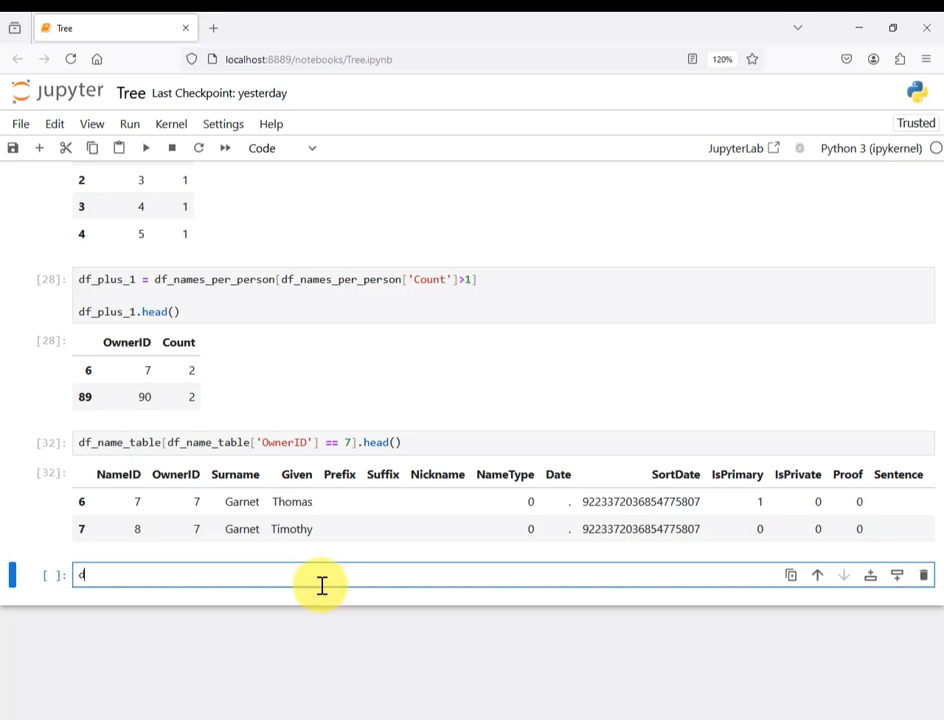 Tree
localhost:8889/notebooks/Tree.ipynb 120%
jupyter Tree Last Checkpoint: yesterday
File Edit View Run Kernel Settings Help Trusted
Code JupyterLab Python 3 (ipykernel)
2 3 1
3 4 1
4 5 1
[28]: df_plus_1 = df_names_per_person[df_names_per_person['Count']>1]
df_plus_1.head()
[28]: OwnerID Count
6 7 2
89 90 2
[32]: df_name_table[df_name_table['OwnerID'] == 7].head()
[32]: NameID OwnerID Surname Given Prefix Suffix Nickname NameType Date SortDate IsPrimary IsPrivate Proof Sentence
6 7 7 Garnet Thomas 0 . 9223372036854775807 1 0 0
7 8 7 Garnet Timothy 0 . 9223372036854775807 0 0 0
[ ]: d